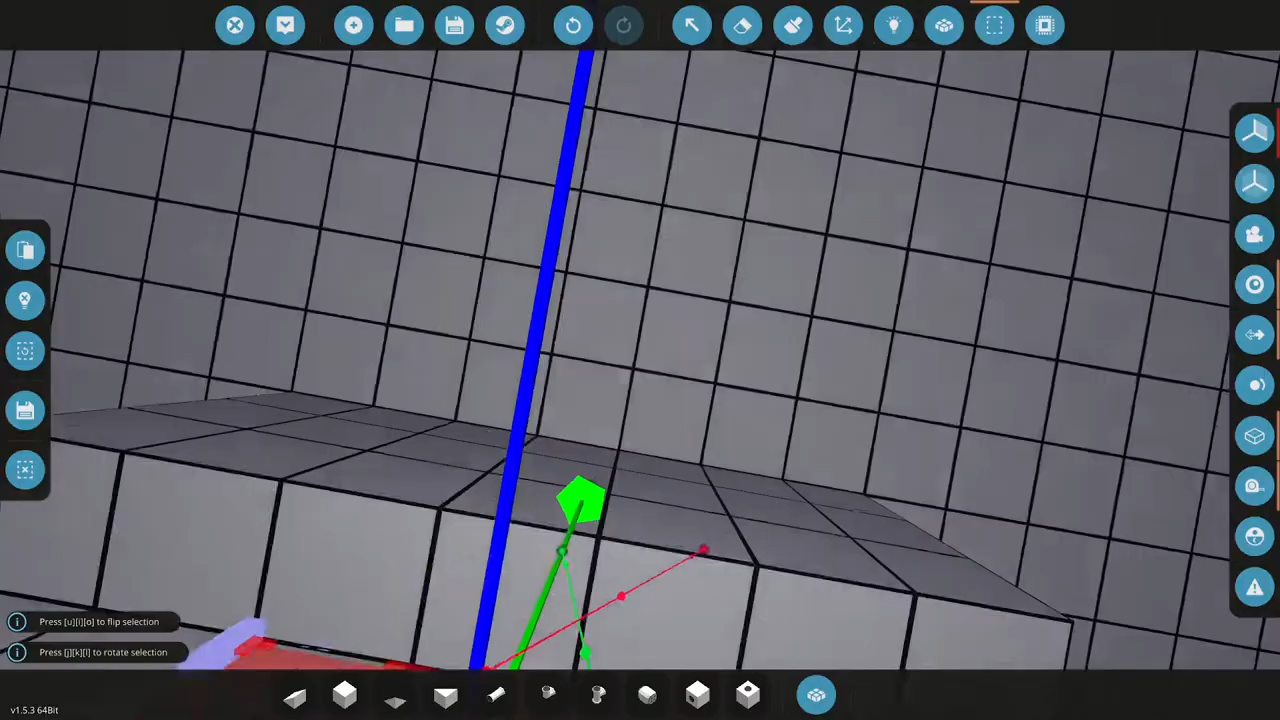 Press [u][i][o] to flip selection
Press [j][k][l] to rotate selection
v1.5.3 64Bit